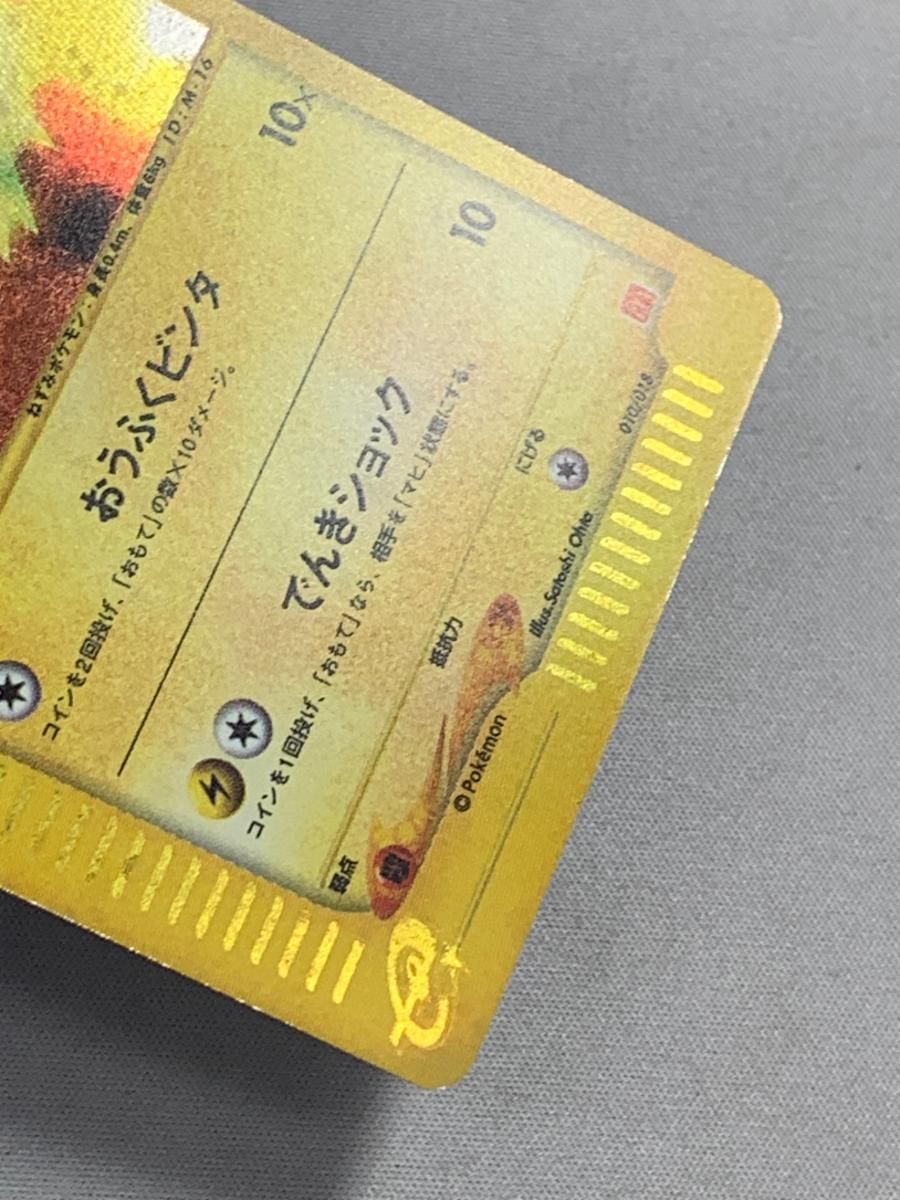 ねずみポケモン：身長0.4m、体重6kg ID:M:16
おうふくビンタ 10×
コインを2回投げ、「おもて」の数×10ダメージ。
でんきショック 10
コインを1回投げ、「おもて」なら、相手を「マヒ」状態にする。
弱点 抵抗力 にげる
Illus.Satoshi Ohta 010/018
©Pokémon